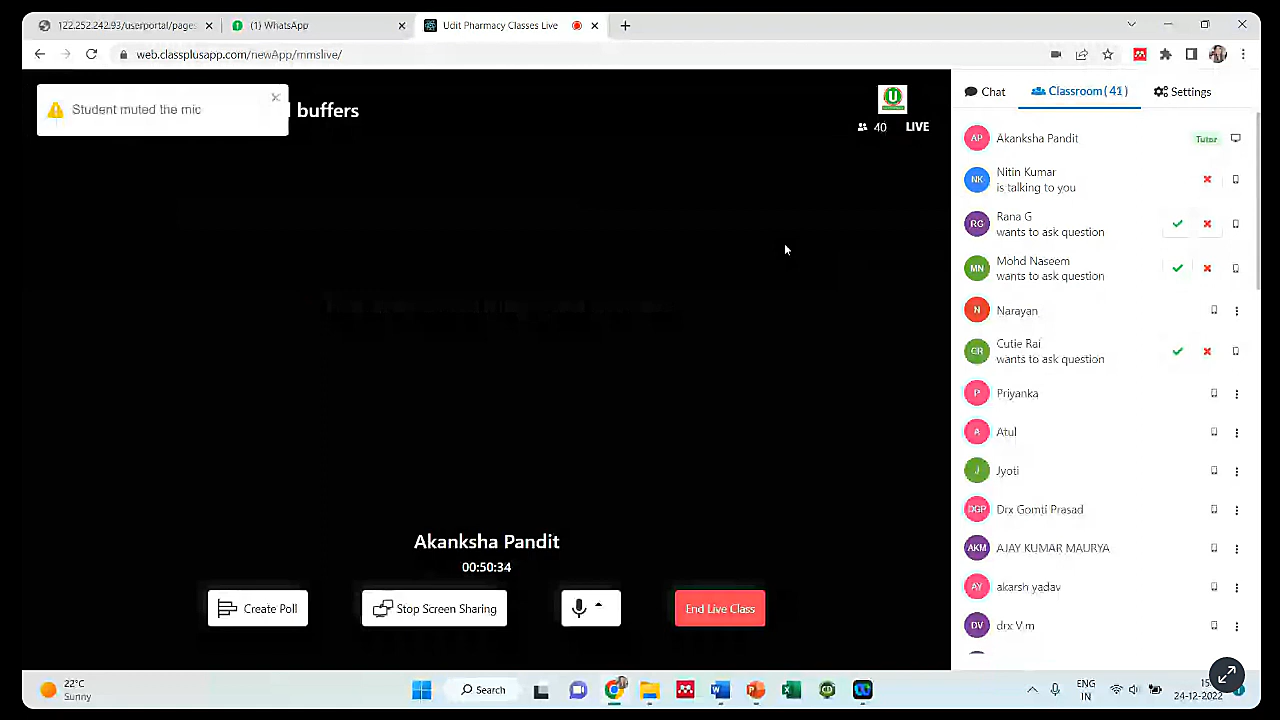 122.252.242.93/userportal/pages
(1) WhatsApp
Udit Pharmacy Classes Live
web.classplusapp.com/newApp/mmslive/
Student muted the mic
buffers
40 LIVE
Chat
Classroom (41)
Settings
AP Akanksha Pandit Tutor
NK Nitin Kumar
is talking to you
RG Rana G
wants to ask question
MN Mohd Naseem
wants to ask question
N Narayan
CR Cutie Rai
wants to ask question
P Priyanka
A Atul
J Jyoti
DGP Drx Gomti Prasad
AKM AJAY KUMAR MAURYA
AY akarsh yadav
DV drx V.m
Akanksha Pandit
00:50:34
Create Poll
Stop Screen Sharing
End Live Class
22°C
Sunny
Search
ENG
IN